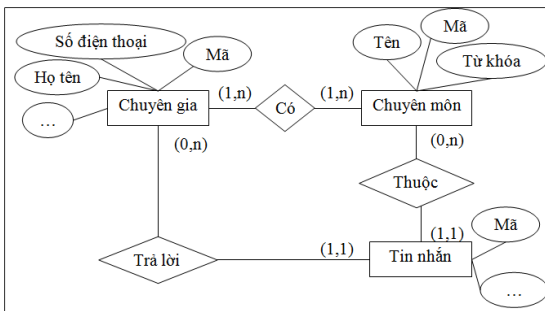 Số điện thoại
Mã
Họ tên
...
Chuyên gia
(1,n)
Có
(1,n)
Chuyên môn
Tên
Mã
Từ khóa
(0,n)
(0,n)
Thuộc
(1,1)
Trả lời
(1,1)
Tin nhắn
Mã
...